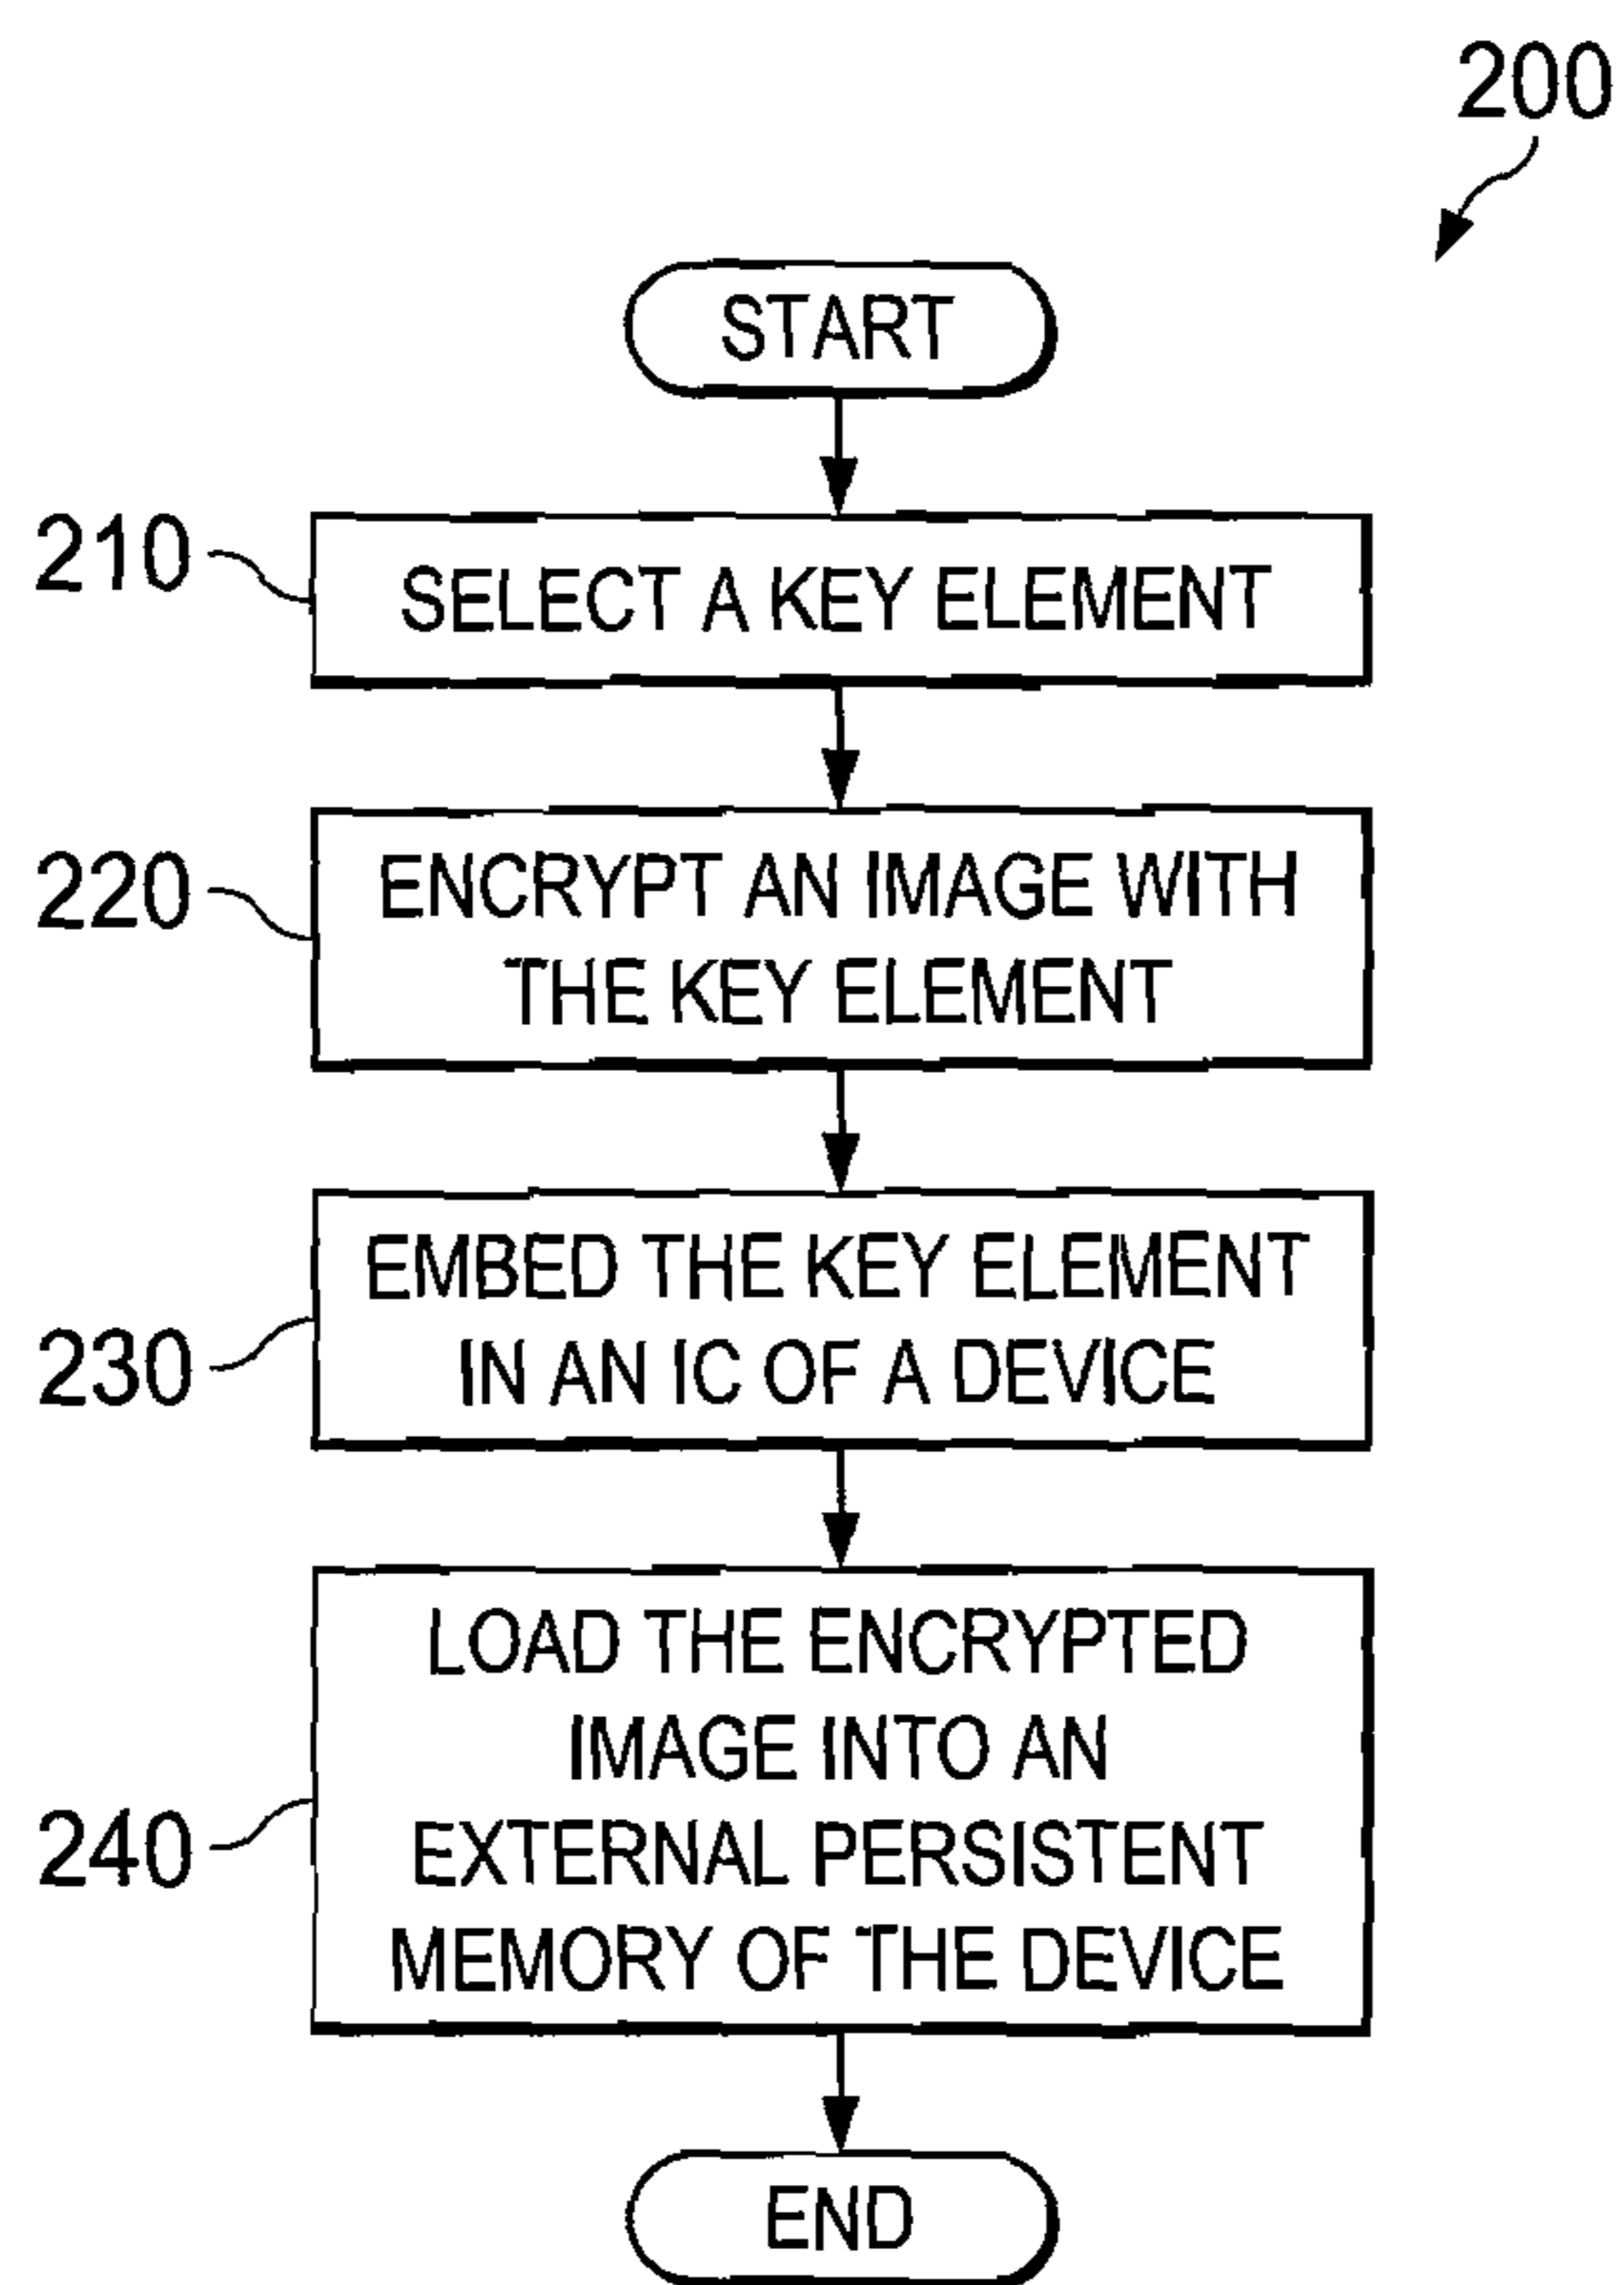 200
START
210
SELECT A KEY ELEMENT
220
ENCRYPT AN IMAGE WITH
THE KEY ELEMENT
230
EMBED THE KEY ELEMENT
IN AN IC OF A DEVICE
240
LOAD THE ENCRYPTED
IMAGE INTO AN
EXTERNAL PERSISTENT
MEMORY OF THE DEVICE
END